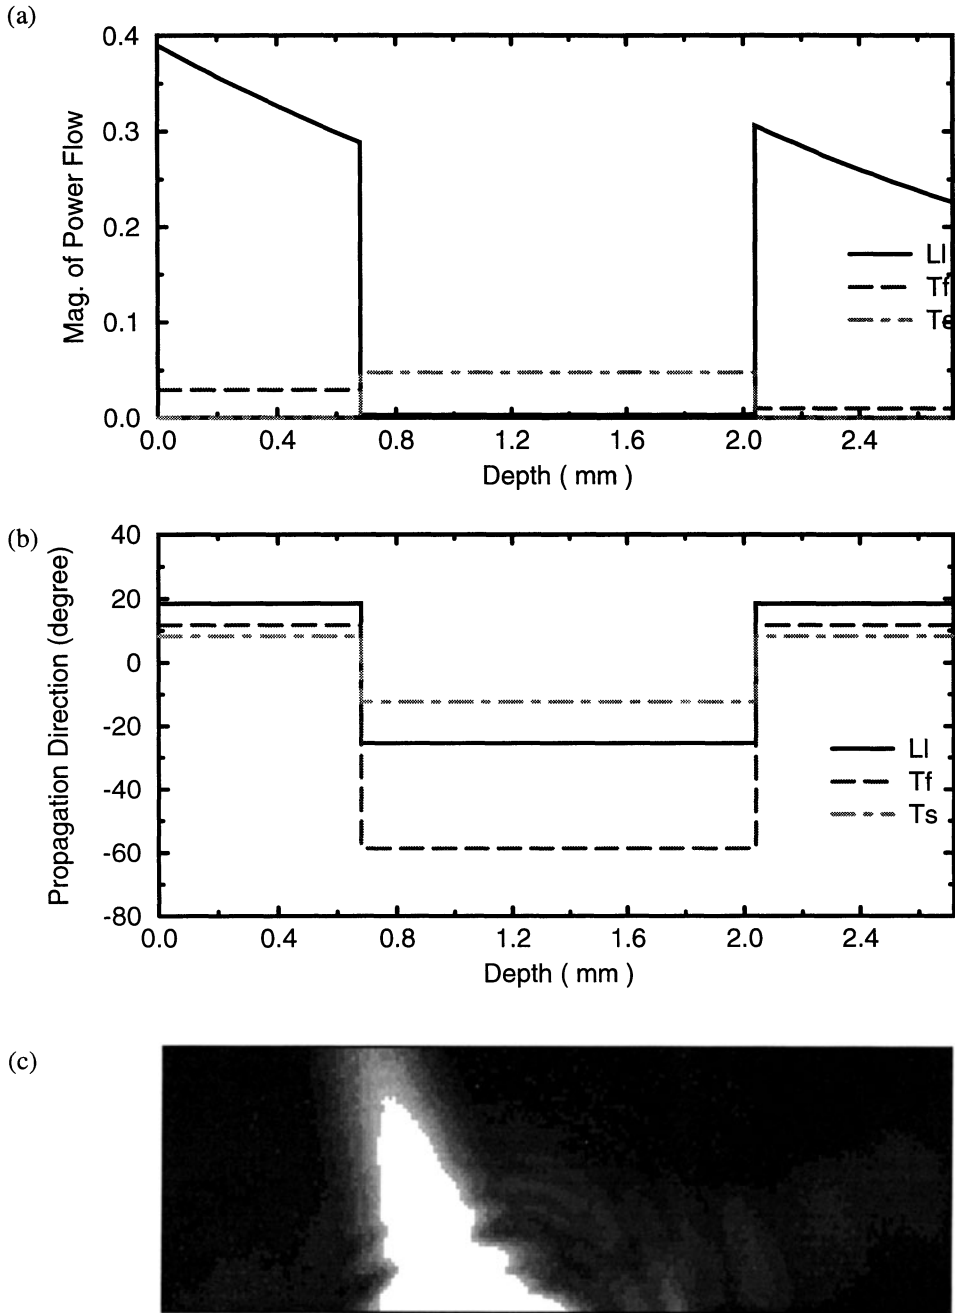 (a)
0.4
0.3
0.2
0.1
0.0
Mag. of Power Flow
Ll
Tf
Ts
0.0 0.4 0.8 1.2 1.6 2.0 2.4
Depth ( mm )
(b)
40
20
0
-20
-40
-60
-80
Propagation Direction (degree)
Ll
Tf
Ts
0.0 0.4 0.8 1.2 1.6 2.0 2.4
Depth ( mm )
(c)